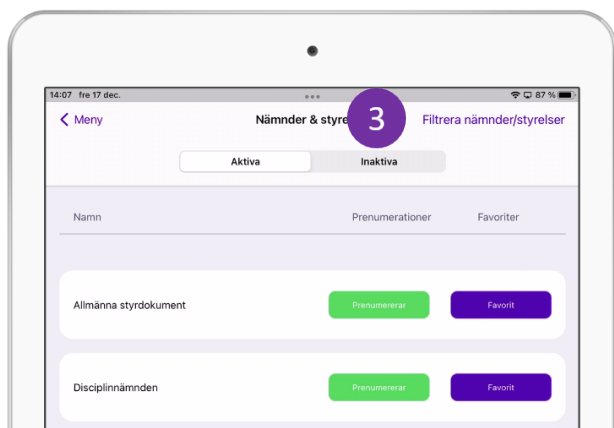 14:07 fre 17 dec.
87 %
Meny
Nämnder & styre
3
Filtrera nämnder/styrelser
Aktiva
Inaktiva
Namn
Prenumerationer
Favoriter
Allmänna styrdokument
Prenumererar
Favorit
Disciplinnämnden
Prenumererar
Favorit